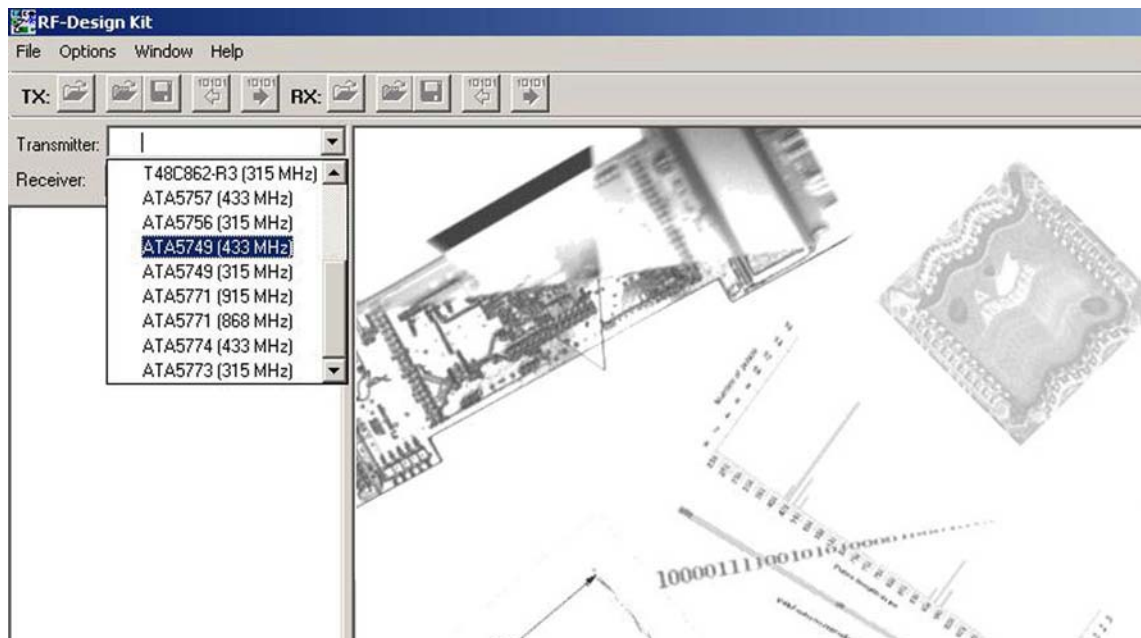 RF-Design Kit
File Options Window Help
TX: RX:
Transmitter:
Receiver:
T48C862-R3 (315 MHz)
ATA5757 (433 MHz)
ATA5756 (315 MHz)
ATA5749 (433 MHz)
ATA5749 (315 MHz)
ATA5771 (915 MHz)
ATA5771 (868 MHz)
ATA5774 (433 MHz)
ATA5773 (315 MHz)